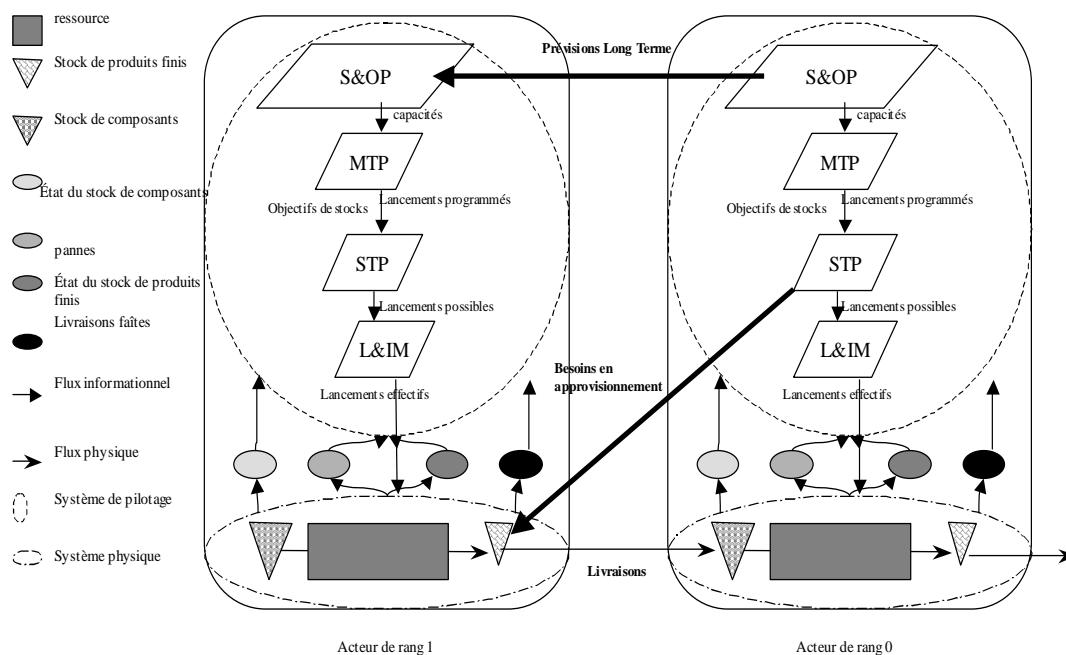 ressource
Stock de produits finis
Stock de composants
État du stock de composants
pannes
État du stock de produits
finis
Livraisons faîtes
Flux informationnel
Flux physique
Système de pilotage
Système physique
Prévisions Long Terme
S&OP
capacités
MTP
Objectifs de stocks
Lancements programmés
STP
Lancements possibles
L&IM
Lancements effectifs
Besoins en
approvisionnement
S&OP
capacités
MTP
Objectifs de stocks
Lancements programmés
STP
Lancements possibles
L&IM
Lancements effectifs
Livraisons
Acteur de rang 1
Acteur de rang 0